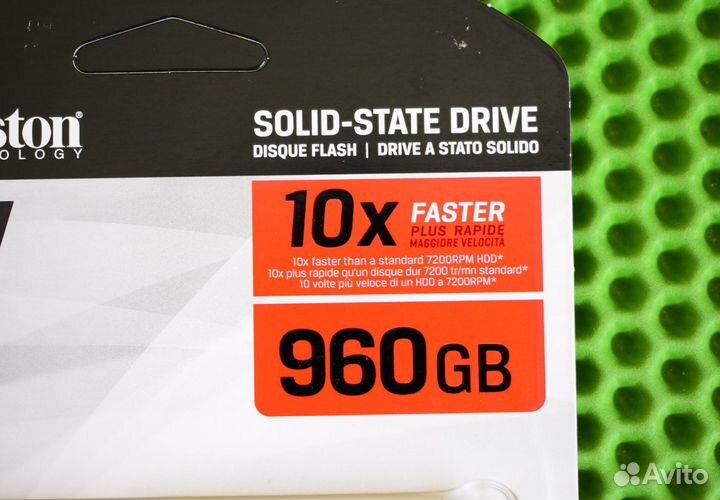 ston®
OLOGY
SOLID-STATE DRIVE
DISQUE FLASH | DRIVE A STATO SOLIDO
10x FASTER
PLUS RAPIDE
MAGGIORE VELOCITÀ
10x faster than a standard 7200RPM HDD*
10x plus rapide qu'un disque dur 7200 tr/mn standard*
10 volte più veloce di un HDD a 7200RPM*
960GB
Avito